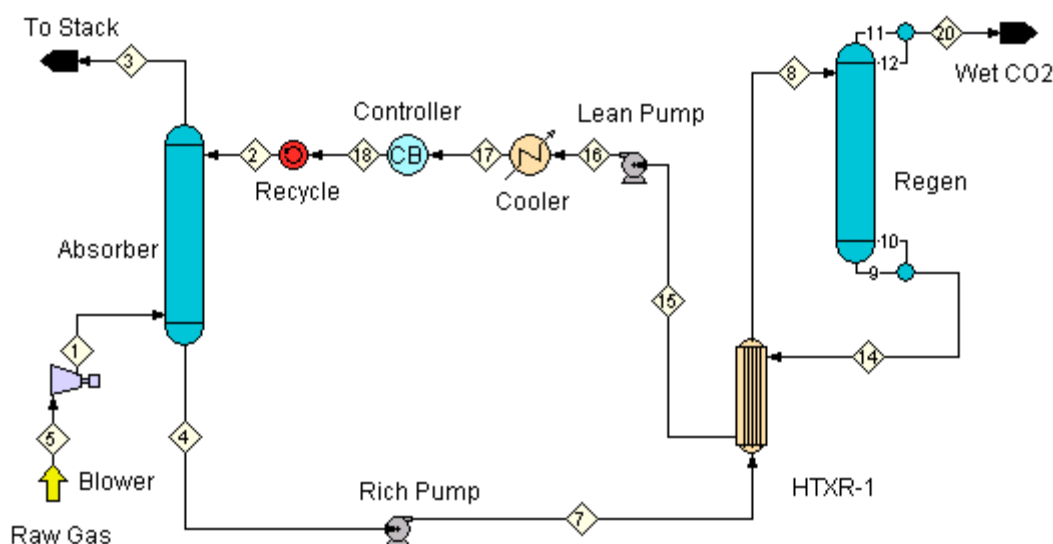 To Stack
3
11
20
12
Wet CO2
8
Controller
Lean Pump
2
18
CB
17
16
Recycle
Cooler
Regen
Absorber
10
9
15
1
14
5
4
Blower
Rich Pump
7
HTXR-1
Raw Gas